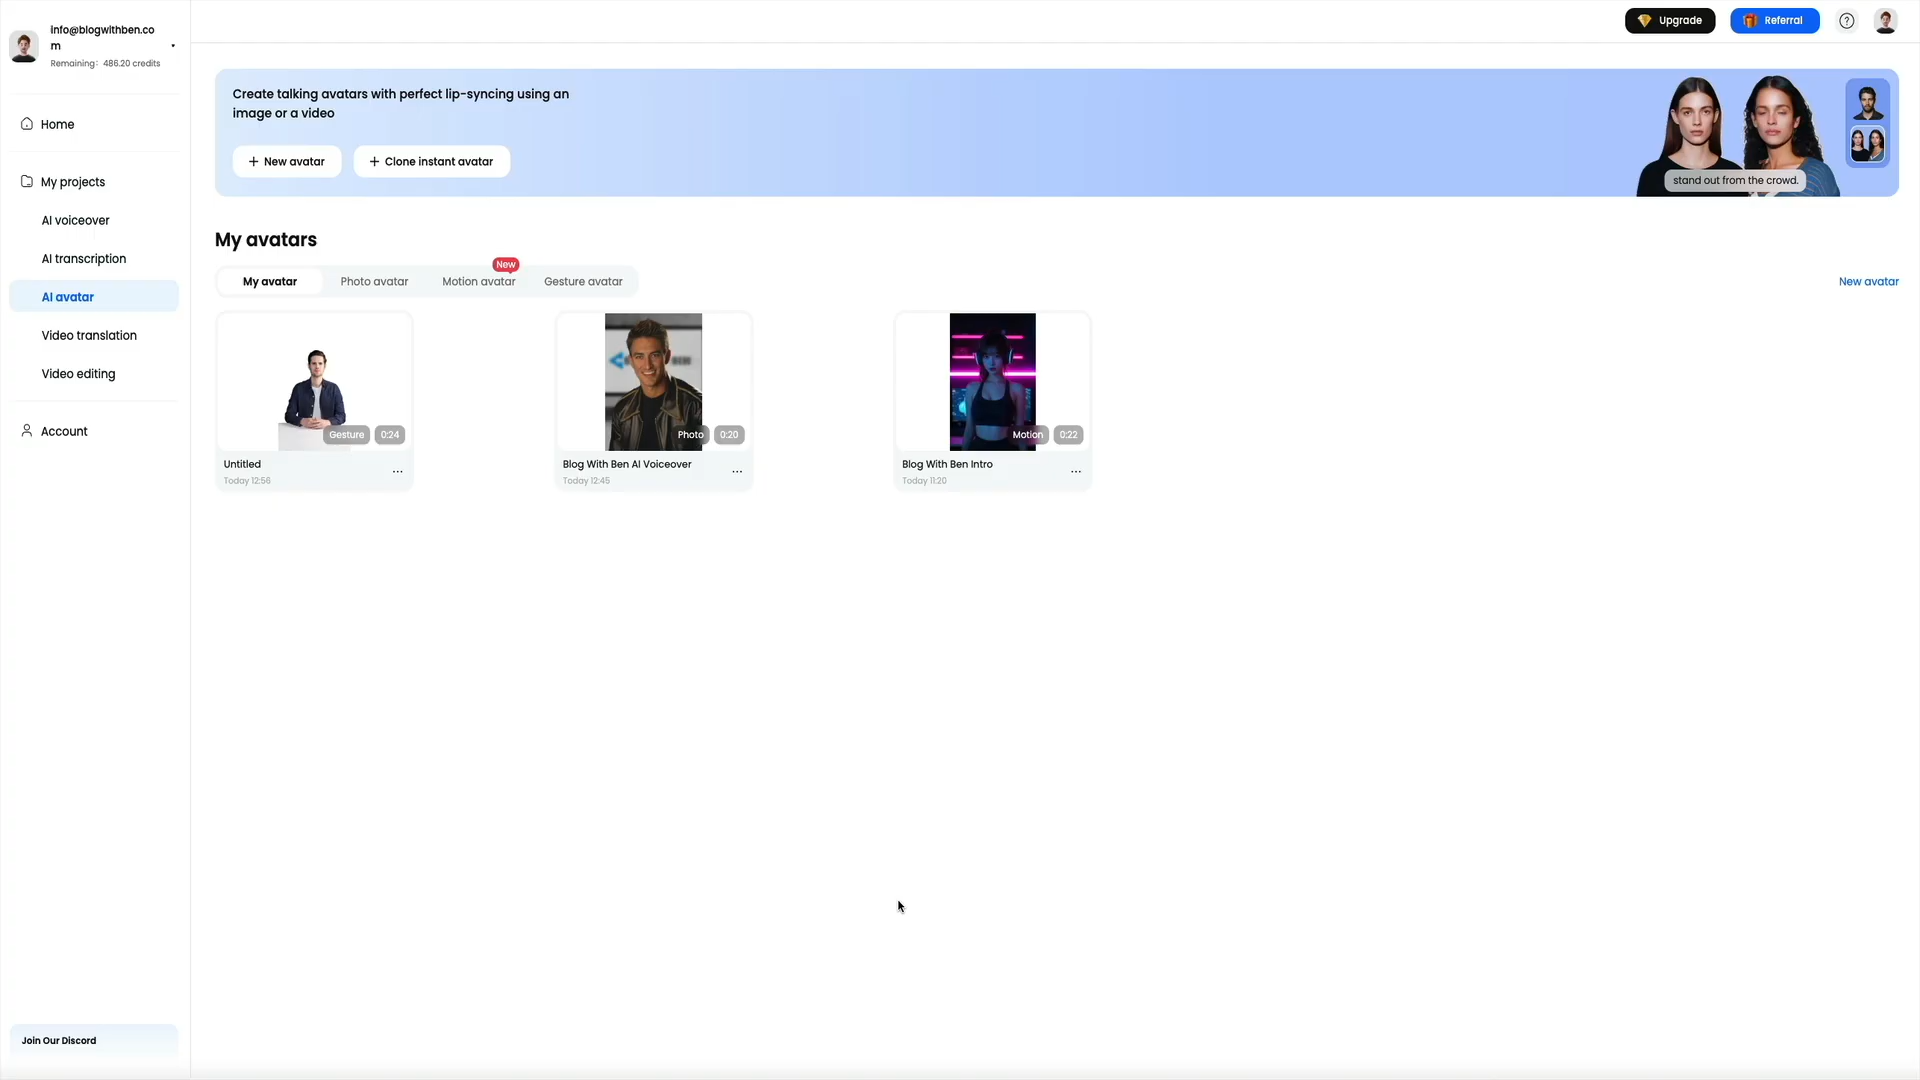 info@blogwithben.co
m
Remaining: 486.20 credits
Home
My projects
AI voiceover
AI transcription
AI avatar
Video translation
Video editing
Account
Join Our Discord
Upgrade
Referral
?
Create talking avatars with perfect lip-syncing using an
image or a video
+ New avatar
+ Clone instant avatar
stand out from the crowd.
My avatars
My avatar
Photo avatar
Motion avatar
New
Gesture avatar
New avatar
Gesture
0:24
Untitled
...
Today 12:56
Photo
0:20
Blog With Ben AI Voiceover
...
Today 12:45
Motion
0:22
Blog With Ben Intro
...
Today 11:20